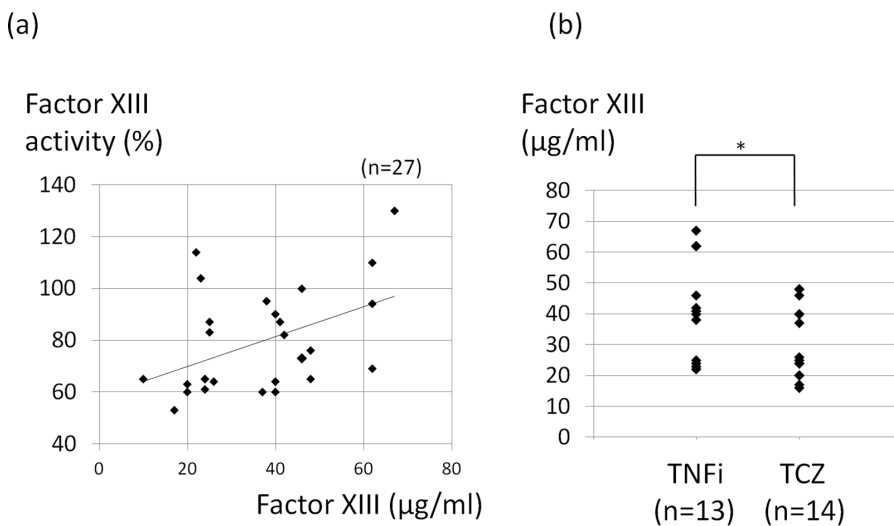 (a)
(b)
Factor XIII
activity (%)
(n=27)
140
120
100
80
60
40
0
20
40
60
80
Factor XIII (µg/ml)
Factor XIII
(µg/ml)
*
80
70
60
50
40
30
20
10
0
TNFi
TCZ
(n=13)
(n=14)